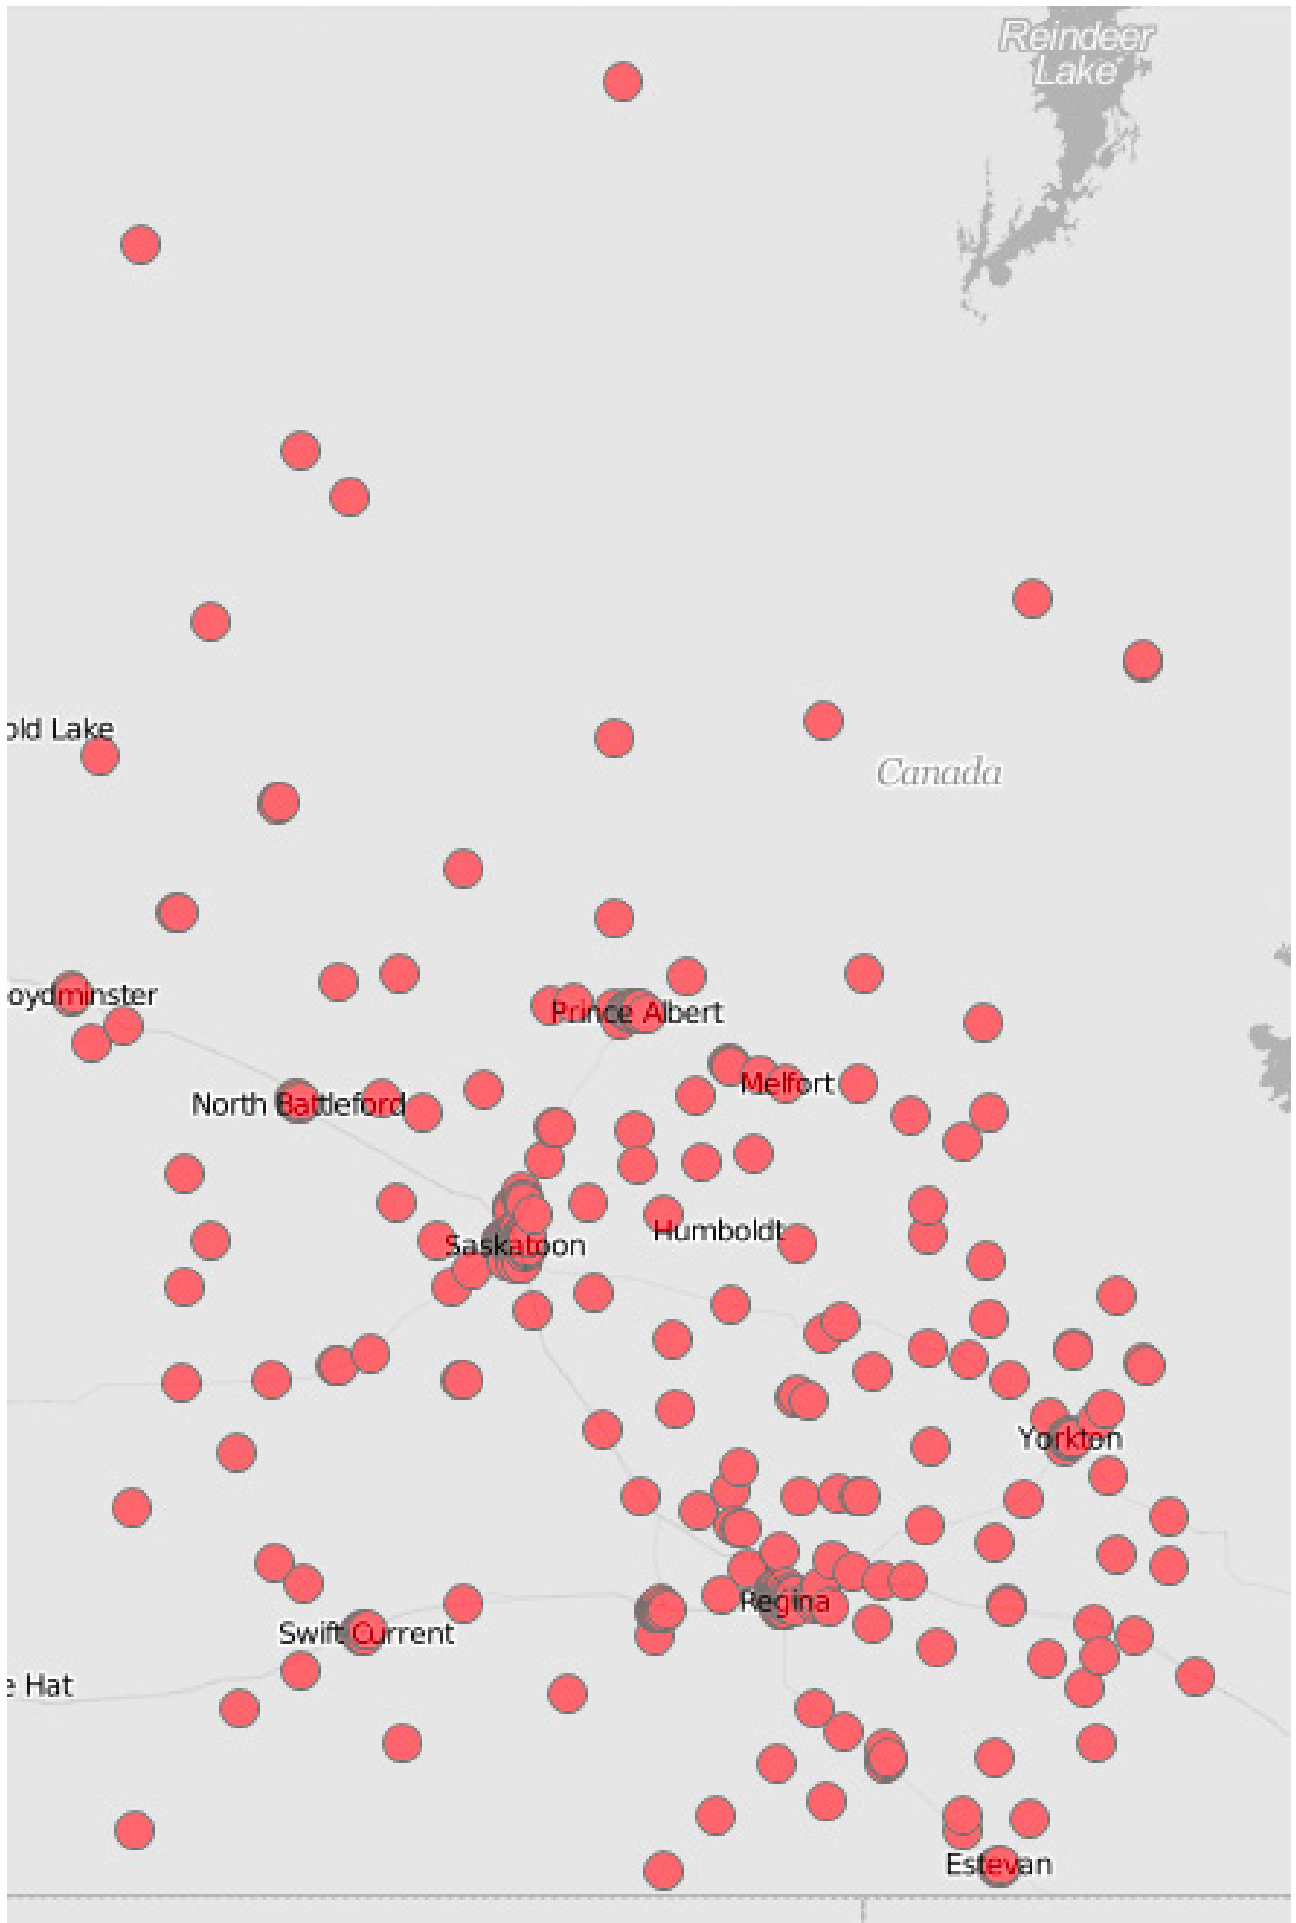 Reindeer
Lake
old Lake
Canada
oydminster
Prince Albert
Melfort
North Battleford
Humboldt
Saskatoon
Yorkton
Regina
Swift Current
e Hat
Estevan